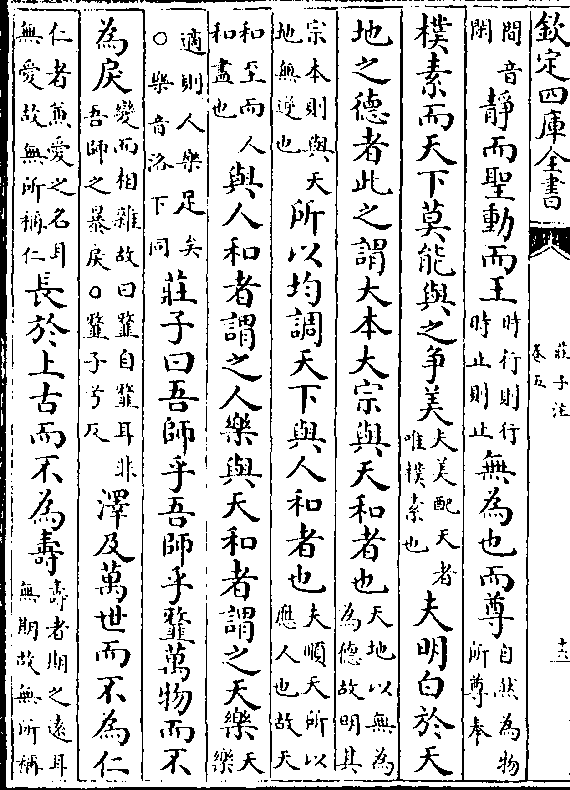 欽定四庫全書
莊子注
卷五
十六
間音閑靜而聖動而王時行則行時止則止無為也而尊自然為物所尊奉
樸素而天下莫能與之爭美夫美配天者唯樸素也夫明白於天
地之德者此之謂大本大宗與天和者也天地以無為為德故明其
宗本則與天地無逆也所以均調天下與人和者也夫順天所以應人也故天
和至而人和盡也與人和者謂之人樂與天和者謂之天樂天樂
適則人樂足矣○樂音洛下同莊子曰吾師乎吾師乎𩐎萬物而不
為戾變而相雜故曰𩐎自𩐎耳非吾師之暴戾○𩐎子兮反澤及萬世而不為仁
仁者兼愛之名耳無愛故無所稱仁長於上古而不為壽壽者期之遠耳無期故無所稱